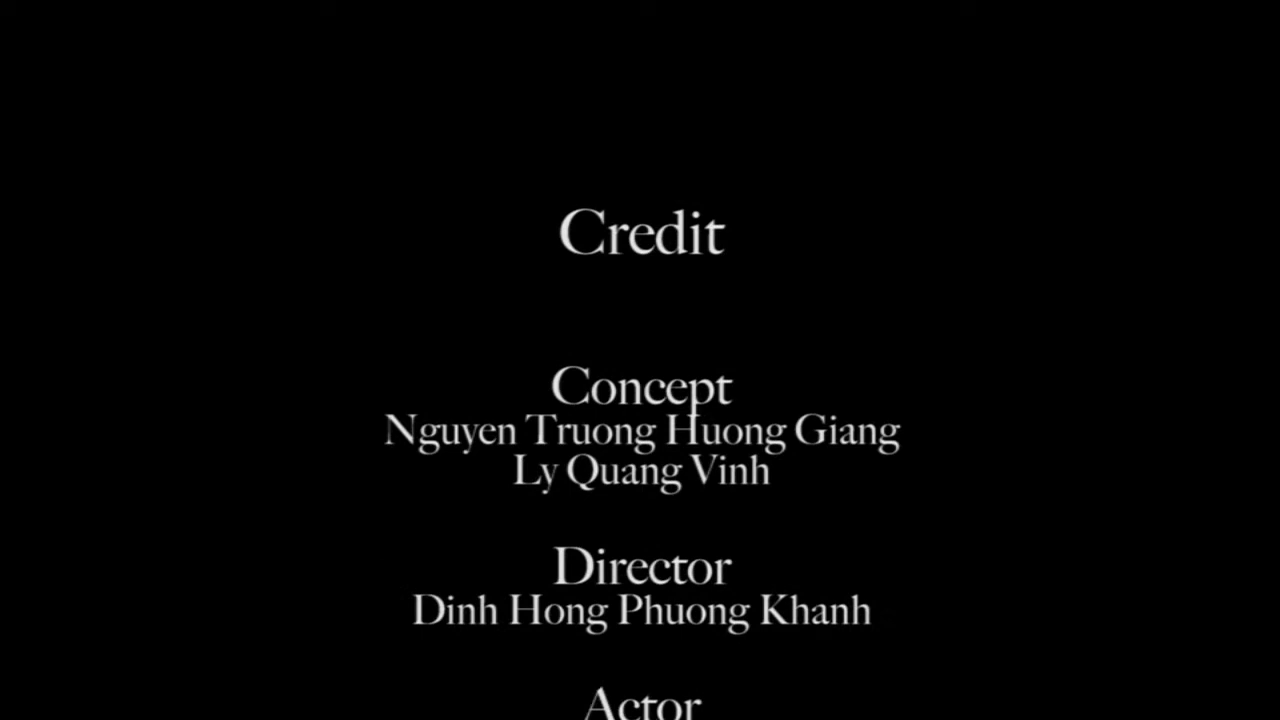 Credit
Concept
Nguyen Truong Huong Giang
Ly Quang Vinh
Director
Dinh Hong Phuong Khanh
Actor